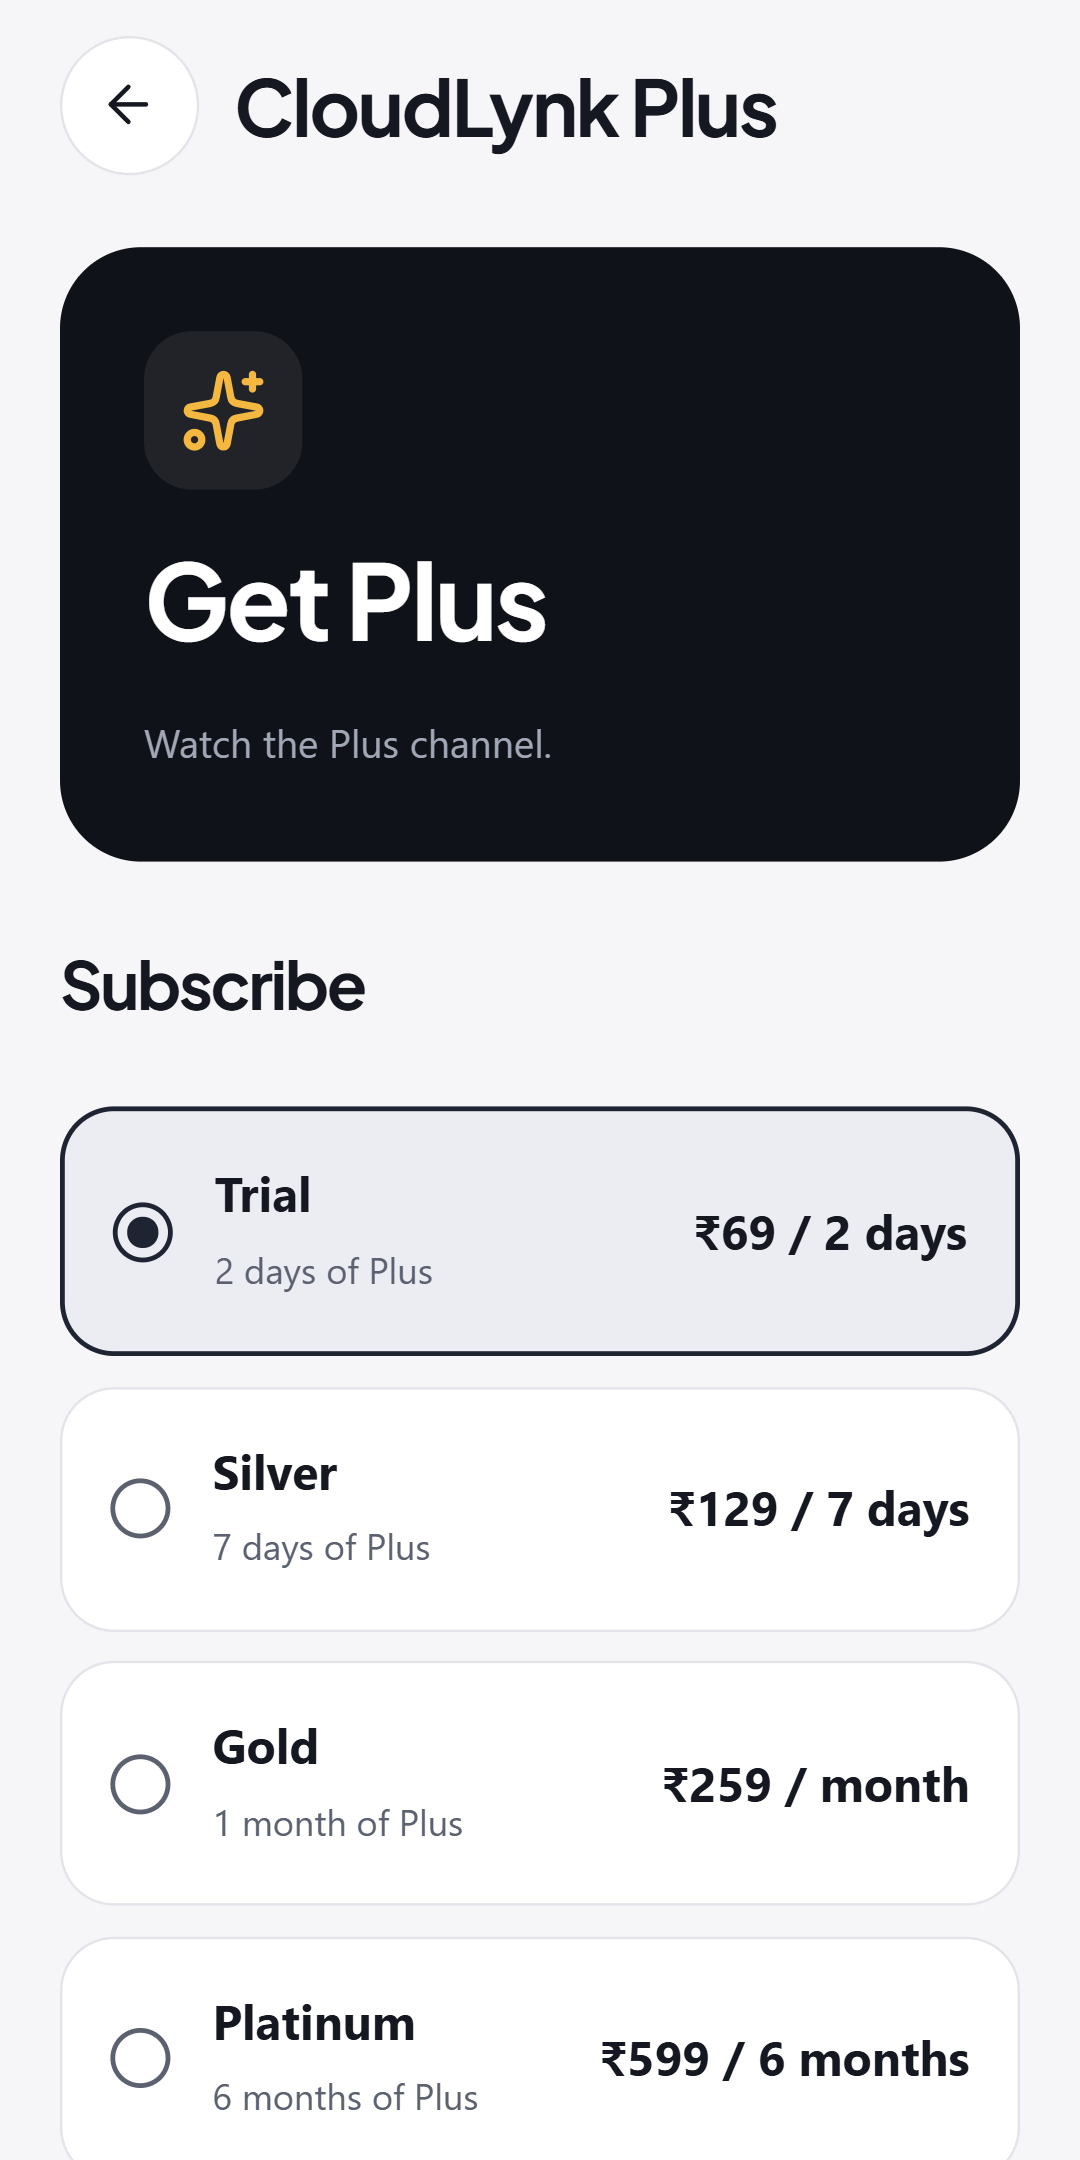 CloudLynk Plus
Get Plus
Watch the Plus channel.
Subscribe
Trial
2 days of Plus
₹69 / 2 days
Silver
7 days of Plus
₹129 / 7 days
Gold
1 month of Plus
₹259 / month
Platinum
6 months of Plus
₹599 / 6 months